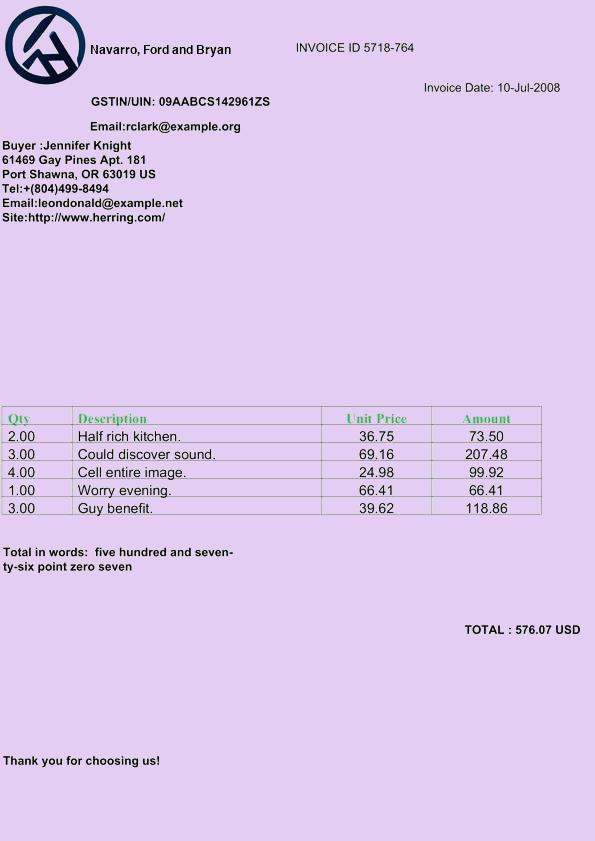 Navarro, Ford and Bryan
INVOICE ID 5718-764
Invoice Date: 10-Jul-2008
GSTIN/UIN: 09AABCS142961ZS
Email:rclark@example.org
Buyer :Jennifer Knight
61469 Gay Pines Apt. 181
Port Shawna, OR 63019 US
Tel:+(804)499-8494
Email:leondonald@example.net
Site:http://www.herring.com/
Qty Description Unit Price Amount
2.00 Half rich kitchen. 36.75 73.50
3.00 Could discover sound. 69.16 207.48
4.00 Cell entire image. 24.98 99.92
1.00 Worry evening. 66.41 66.41
3.00 Guy benefit. 39.62 118.86
Total in words: five hundred and seven-
ty-six point zero seven
TOTAL : 576.07 USD
Thank you for choosing us!